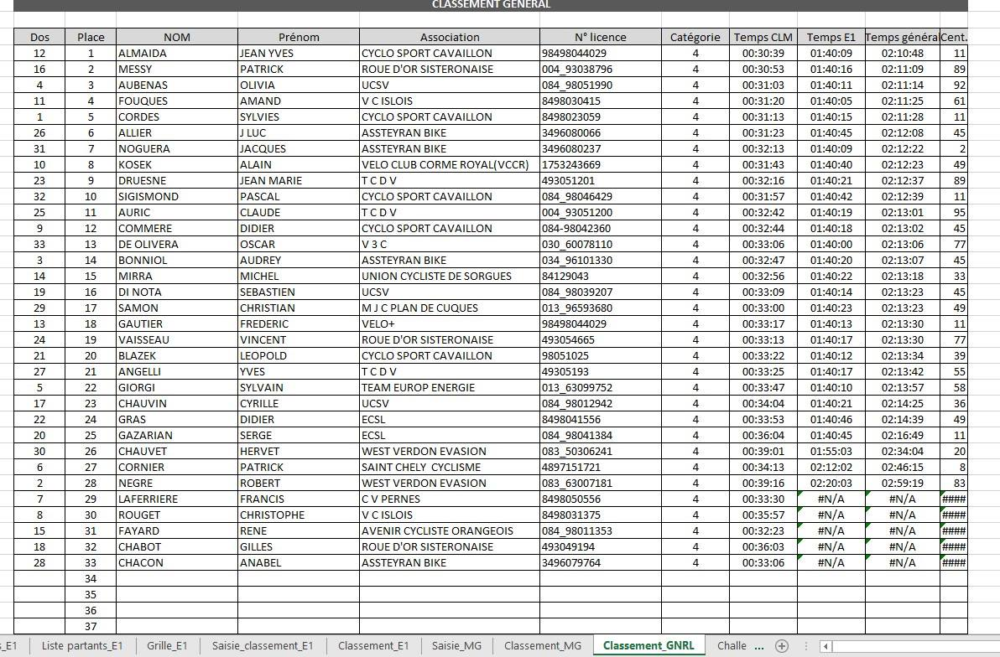 CLASSEMENT GENERAL
Dos Place NOM Prénom Association N° licence Catégorie Temps CLM Temps E1 Temps général Cent.
12 1 ALMAIDA JEAN YVES CYCLO SPORT CAVAILLON 98498044029 4 00:30:39 01:40:09 02:10:48 11
16 2 MESSY PATRICK ROUE D'OR SISTERONAISE 004_93038796 4 00:30:53 01:40:16 02:11:09 89
4 3 AUBENAS OLIVIA UCSV 084_98051990 4 00:31:03 01:40:11 02:11:14 92
11 4 FOUQUES AMAND V C ISLOIS 8498030415 4 00:31:20 01:40:05 02:11:25 61
1 5 CORDES SYLVIES CYCLO SPORT CAVAILLON 8498023059 4 00:31:13 01:40:15 02:11:28 11
26 6 ALLIER J LUC ASSTEYRAN BIKE 3496080066 4 00:31:23 01:40:45 02:12:08 45
31 7 NOGUERA JACQUES ASSTEYRAN BIKE 3496080237 4 00:32:13 01:40:09 02:12:22 2
10 8 KOSEK ALAIN VELO CLUB CORME ROYAL(VCCR) 1753243669 4 00:31:43 01:40:40 02:12:23 49
23 9 DRUESNE JEAN MARIE T C D V 493051201 4 00:32:16 01:40:21 02:12:37 89
32 10 SIGISMOND PASCAL CYCLO SPORT CAVAILLON 084_98046429 4 00:31:57 01:40:42 02:12:39 11
25 11 AURIC CLAUDE T C D V 004_93051200 4 00:32:42 01:40:19 02:13:01 95
9 12 COMMERE DIDIER CYCLO SPORT CAVAILLON 084-98042360 4 00:32:44 01:40:18 02:13:02 45
33 13 DE OLIVERA OSCAR V 3 C 030_60078110 4 00:33:06 01:40:00 02:13:06 77
3 14 BONNIOL AUDREY ASSTEYRAN BIKE 034_96101330 4 00:32:47 01:40:20 02:13:07 45
14 15 MIRRA MICHEL UNION CYCLISTE DE SORGUES 84129043 4 00:32:56 01:40:22 02:13:18 33
19 16 DI NOTA SEBASTIEN UCSV 084_98039207 4 00:33:09 01:40:14 02:13:23 45
29 17 SAMON CHRISTIAN M J C PLAN DE CUQUES 013_96593680 4 00:33:00 01:40:23 02:13:23 49
13 18 GAUTIER FREDERIC VELO+ 98498044029 4 00:33:17 01:40:13 02:13:30 11
24 19 VAISSEAU VINCENT ROUE D'OR SISTERONAISE 493054665 4 00:33:13 01:40:17 02:13:30 77
21 20 BLAZEK LEOPOLD CYCLO SPORT CAVAILLON 98051025 4 00:33:22 01:40:12 02:13:34 39
27 21 ANGELLI YVES T C D V 49305193 4 00:33:25 01:40:17 02:13:42 55
5 22 GIORGI SYLVAIN TEAM EUROP ENERGIE 013_63099752 4 00:33:47 01:40:10 02:13:57 58
17 23 CHAUVIN CYRILLE UCSV 084_98012942 4 00:34:04 01:40:21 02:14:25 36
22 24 GRAS DIDIER ECSL 8498041556 4 00:33:53 01:40:46 02:14:39 49
20 25 GAZARIAN SERGE ECSL 084_98041384 4 00:36:04 01:40:45 02:16:49 11
30 26 CHAUVET HERVET WEST VERDON EVASION 083_50306241 4 00:39:01 01:55:03 02:34:04 20
6 27 CORNIER PATRICK SAINT CHELY CYCLISME 4897151721 4 00:34:13 02:12:02 02:46:15 8
2 28 NEGRE ROBERT WEST VERDON EVASION 083_63007181 4 00:39:16 02:20:03 02:59:19 83
7 29 LAFERRIERE FRANCIS C V PERNES 8498050556 4 00:33:30 #N/A #N/A ####
8 30 ROUGET CHRISTOPHE V C ISLOIS 8498031375 4 00:35:57 #N/A #N/A ####
15 31 FAYARD RENE AVENIR CYCLISTE ORANGEOIS 084_98011353 4 00:32:23 #N/A #N/A ####
18 32 CHABOT GILLES ROUE D'OR SISTERONAISE 493049194 4 00:36:03 #N/A #N/A ####
28 33 CHACON ANABEL ASSTEYRAN BIKE 3496079764 4 00:33:06 #N/A #N/A ####
34
35
36
37
s_E1 Liste partants_E1 Grille_E1 Saisie_classement_E1 Classement_E1 Saisie_MG Classement_MG Classement_GNRL Challe ...